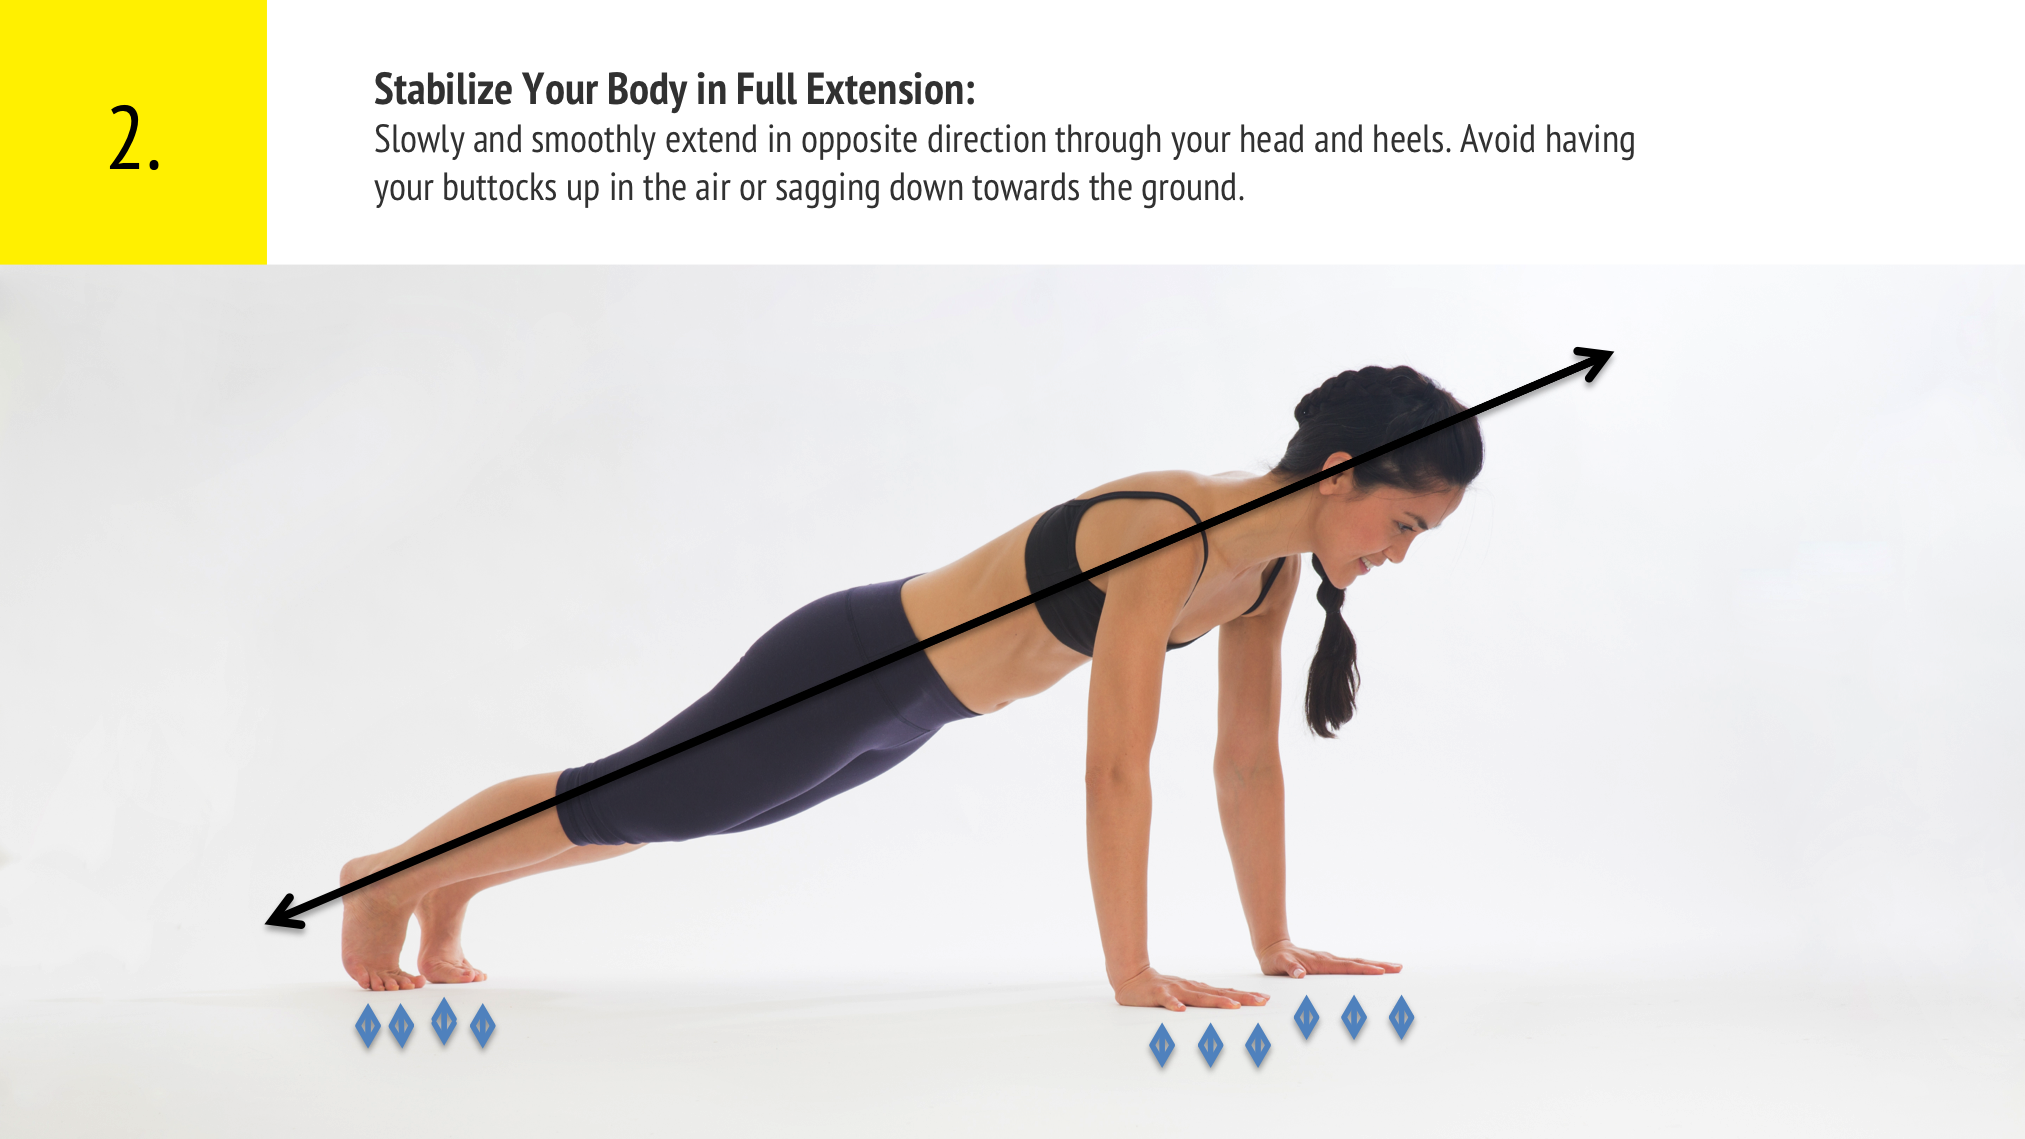 2.
Stabilize Your Body in Full Extension:
Slowly and smoothly extend in opposite direction through your head and heels. Avoid having
your buttocks up in the air or sagging down towards the ground.